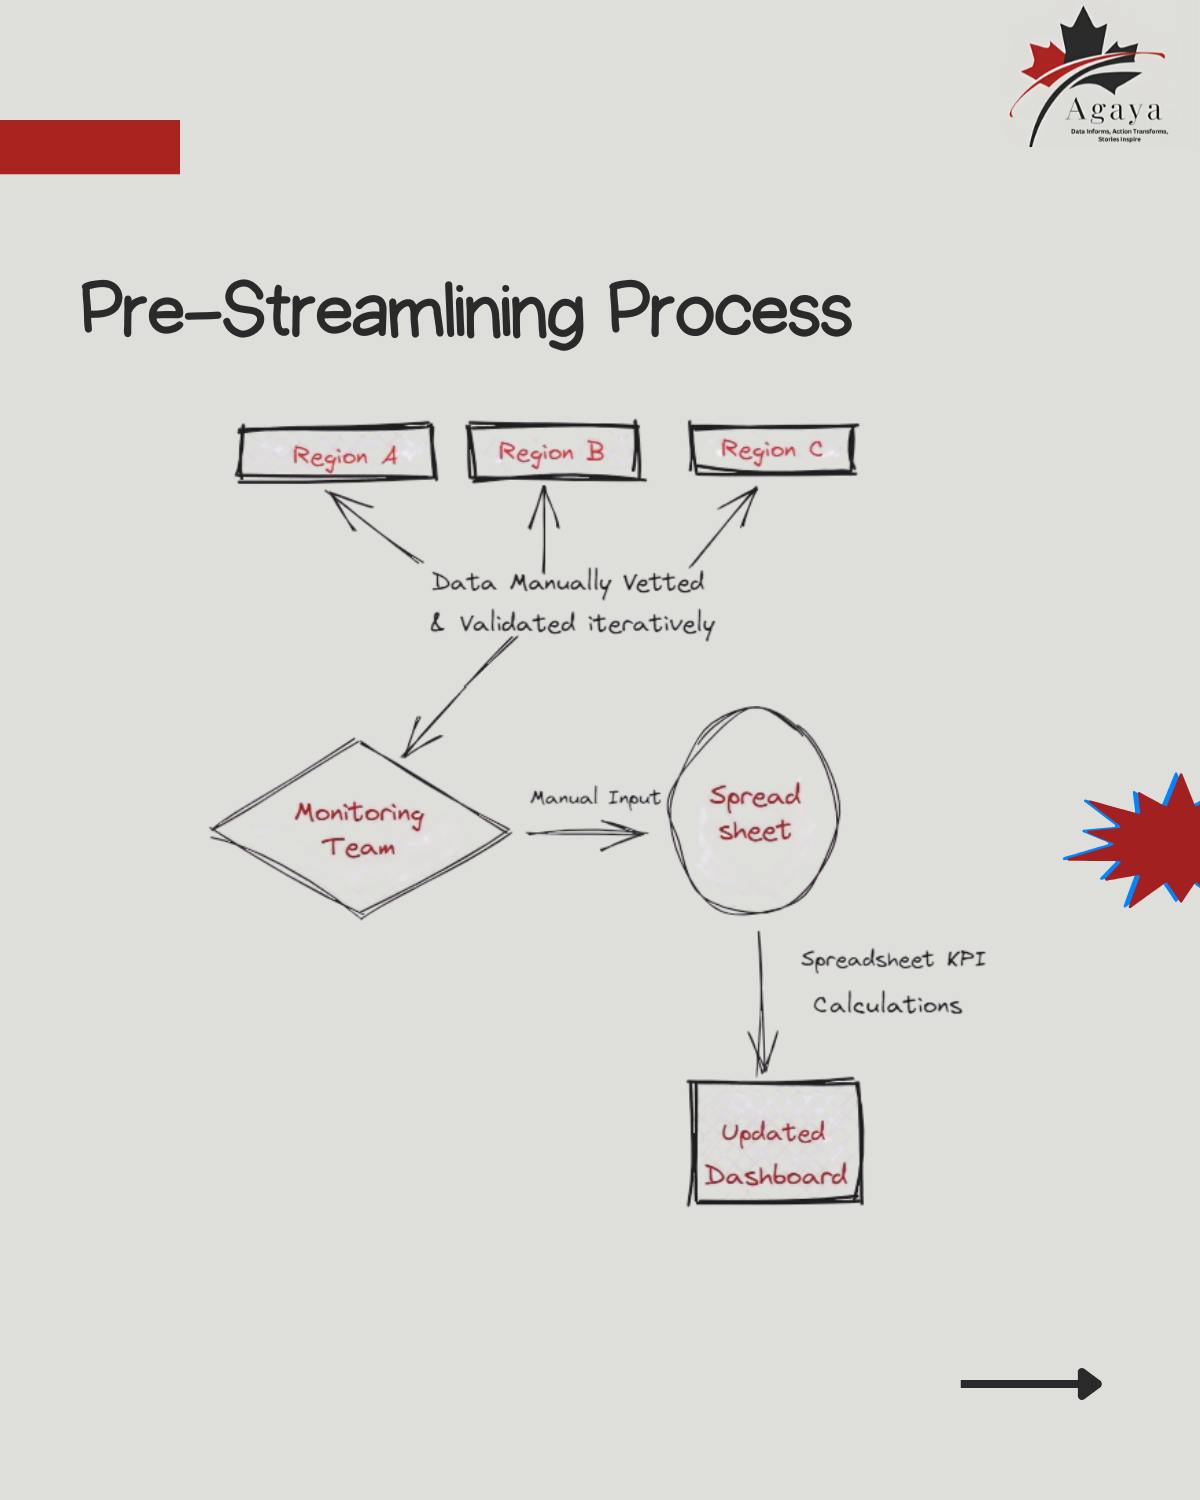 Agaya
Data Informs, Action Transforms,
Stories Inspire
Pre-Streamlining Process
Region A
Region B
Region C
Data Manually Vetted
& Validated iteratively
Monitoring
Team
Manual Input
Spread
sheet
Spreadsheet KPI
Calculations
Updated
Dashboard